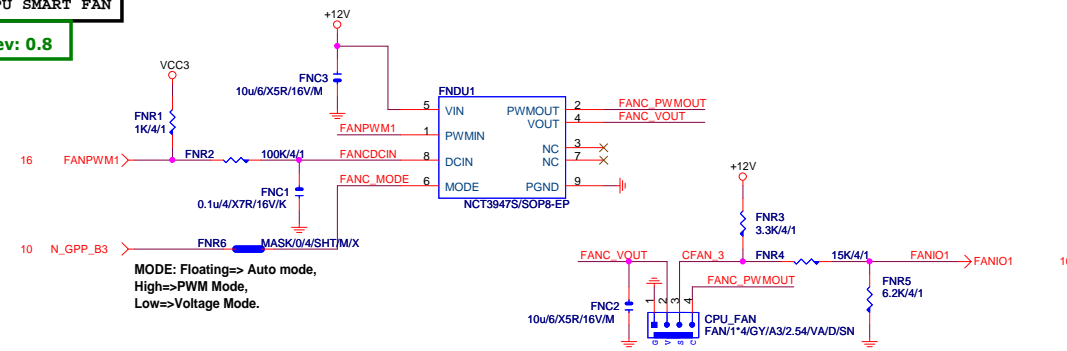 PU SMART FAN
ev: 0.8
+12V
VCC3
FNC3
10u/6/X5R/16V/M
FNDU1
FNR1
1K/4/1
5
VIN
PWMOUT
2
FANC_PWMOUT
VOUT
4
FANC_VOUT
FANPWM1
1
PWMIN
NC
3
16
FANPWM1
FNR2
100K/4/1
FANCDCIN
8
DCIN
NC
7
FANC_MODE
6
MODE
PGND
9
FNC1
0.1u/4/X7R/16V/K
NCT3947S/SOP8-EP
10
N_GPP_B3
FNR6
MASK/0/4/SHT/M/X
MODE: Floating=> Auto mode,
High=>PWM Mode,
Low=>Voltage Mode.
+12V
FNR3
3.3K/4/1
FANC_VOUT
CFAN_3
FNR4
15K/4/1
FANIO1
FANIO1
FANC_PWMOUT
FNR5
6.2K/4/1
FNC2
10u/6/X5R/16V/M
1
2
3
4
CPU_FAN
FAN/1*4/GY/A3/2.54/VA/D/SN
G
V
S
C